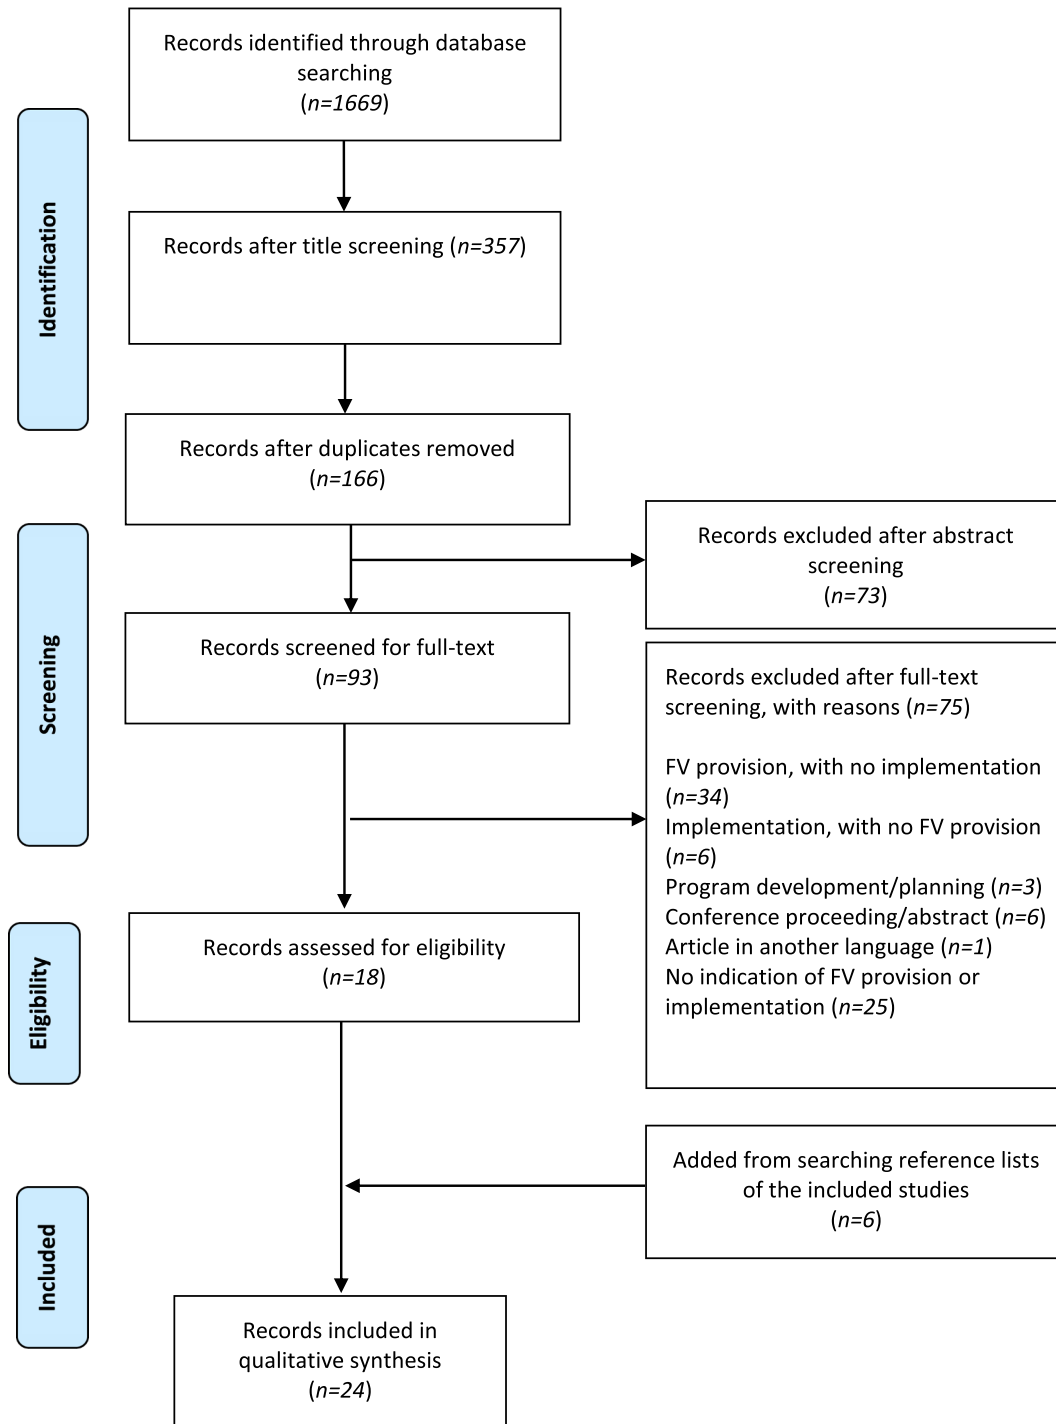 Records identified through database
searching
(n=1669)
Identification
Records after title screening (n=357)
Records after duplicates removed
(n=166)
Records excluded after abstract
screening
(n=73)
Screening
Records screened for full-text
(n=93)
Records excluded after full-text
screening, with reasons (n=75)
FV provision, with no implementation
(n=34)
Implementation, with no FV provision
(n=6)
Program development/planning (n=3)
Conference proceeding/abstract (n=6)
Article in another language (n=1)
No indication of FV provision or
implementation (n=25)
Eligibility
Records assessed for eligibility
(n=18)
Added from searching reference lists
of the included studies
(n=6)
Included
Records included in
qualitative synthesis
(n=24)